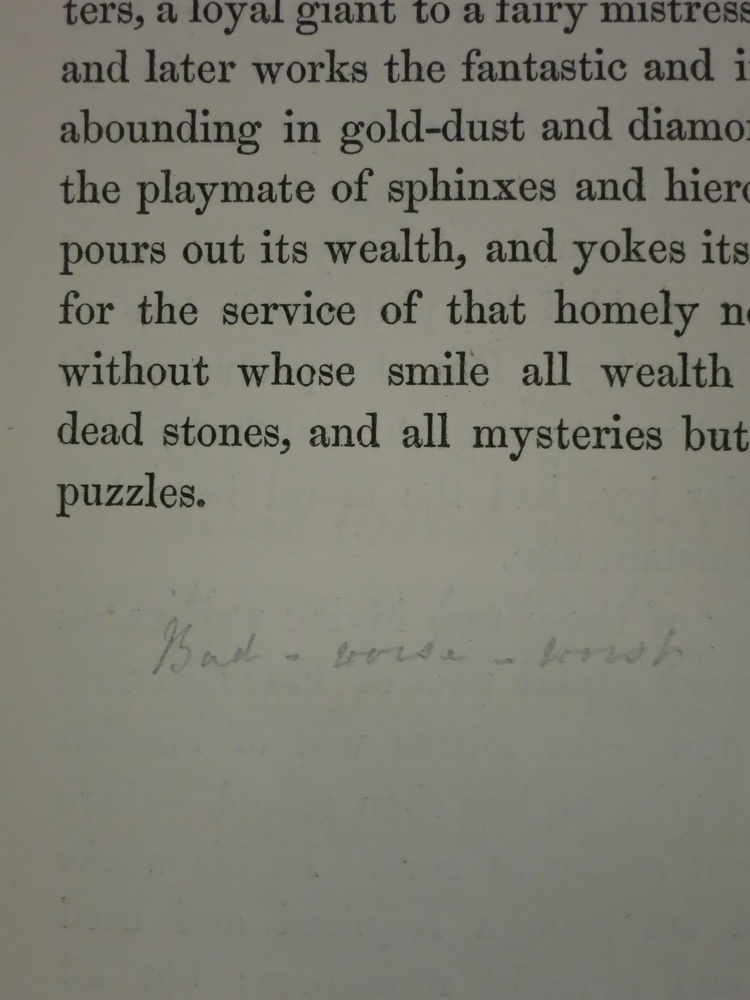 ters, a loyal giant to a fairy mistress
and later works the fantastic and
abounding in gold-dust and
the playmate of sphinxes and
pours out its wealth, and yokes its
for the service of that homely
without whose smile all wealth
dead stones, and all mysteries but
puzzles.
Bad - worse - worst